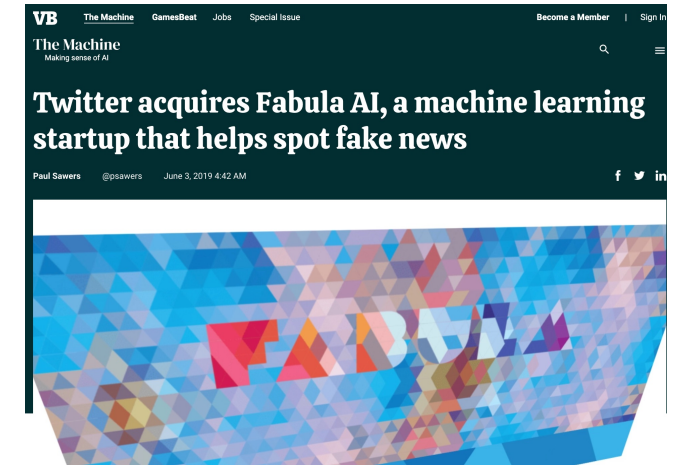 VB The Machine GamesBeat Jobs Special Issue Become a Member | Sign In
The Machine
Making sense of AI
Twitter acquires Fabula AI, a machine learning
startup that helps spot fake news
Paul Sawers @psawers June 3, 2019 4:42 AM
FABULA